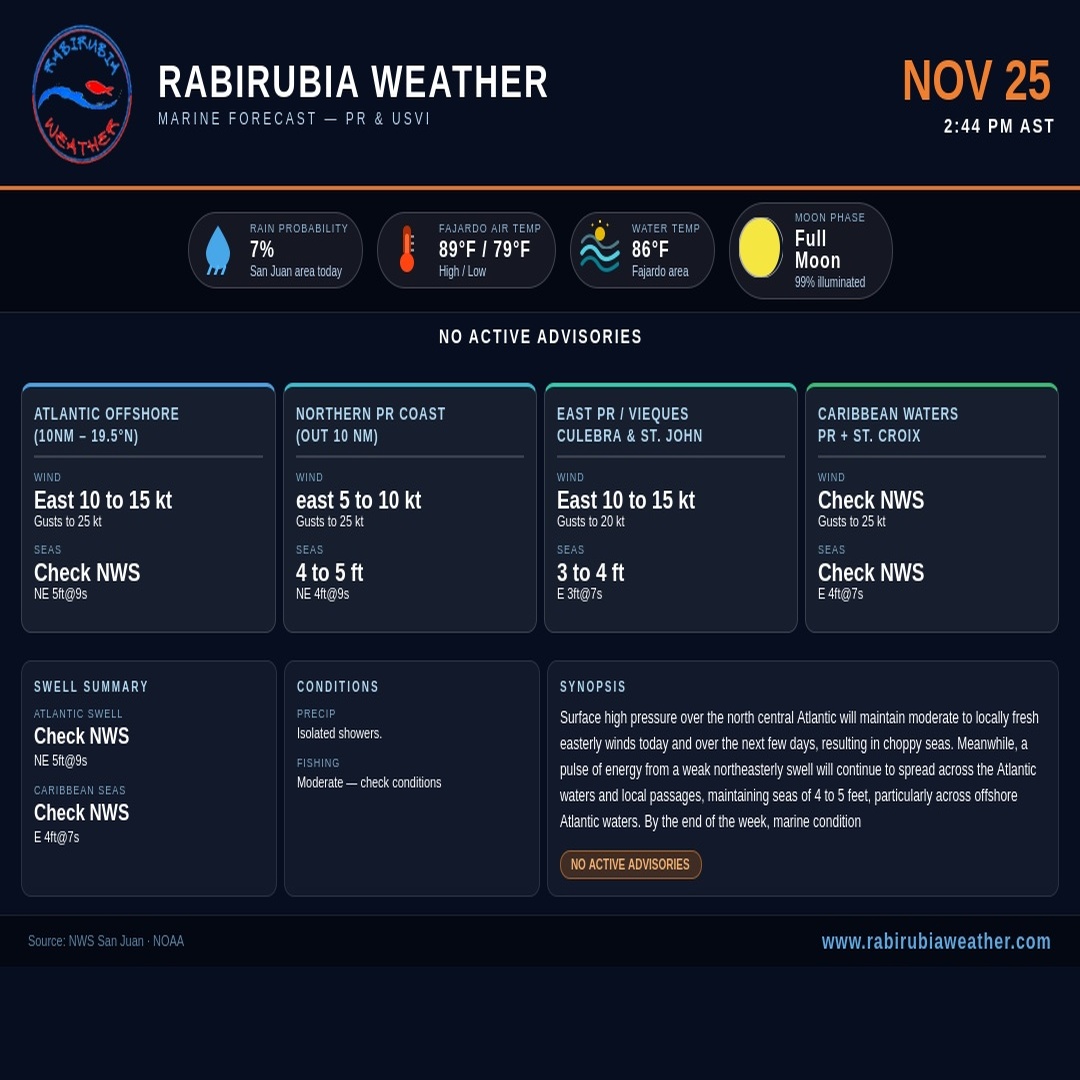 RABIRUBIA
WEATHER
RABIRUBIA WEATHER
MARINE FORECAST — PR & USVI
NOV 25
2:44 PM AST
RAIN PROBABILITY
7%
San Juan area today
FAJARDO AIR TEMP
89°F / 79°F
High / Low
WATER TEMP
86°F
Fajardo area
MOON PHASE
Full
Moon
99% illuminated
NO ACTIVE ADVISORIES
ATLANTIC OFFSHORE
(10NM – 19.5°N)
WIND
East 10 to 15 kt
Gusts to 25 kt
SEAS
Check NWS
NE 5ft@9s
NORTHERN PR COAST
(OUT 10 NM)
WIND
east 5 to 10 kt
Gusts to 25 kt
SEAS
4 to 5 ft
NE 4ft@9s
EAST PR / VIEQUES
CULEBRA & ST. JOHN
WIND
East 10 to 15 kt
Gusts to 20 kt
SEAS
3 to 4 ft
E 3ft@7s
CARIBBEAN WATERS
PR + ST. CROIX
WIND
Check NWS
Gusts to 25 kt
SEAS
Check NWS
E 4ft@7s
SWELL SUMMARY
ATLANTIC SWELL
Check NWS
NE 5ft@9s
CARIBBEAN SEAS
Check NWS
E 4ft@7s
CONDITIONS
PRECIP
Isolated showers.
FISHING
Moderate — check conditions
SYNOPSIS
Surface high pressure over the north central Atlantic will maintain moderate to locally fresh
easterly winds today and over the next few days, resulting in choppy seas. Meanwhile, a
pulse of energy from a weak northeasterly swell will continue to spread across the Atlantic
waters and local passages, maintaining seas of 4 to 5 feet, particularly across offshore
Atlantic waters. By the end of the week, marine condition
NO ACTIVE ADVISORIES
Source: NWS San Juan · NOAA
www.rabirubiaweather.com